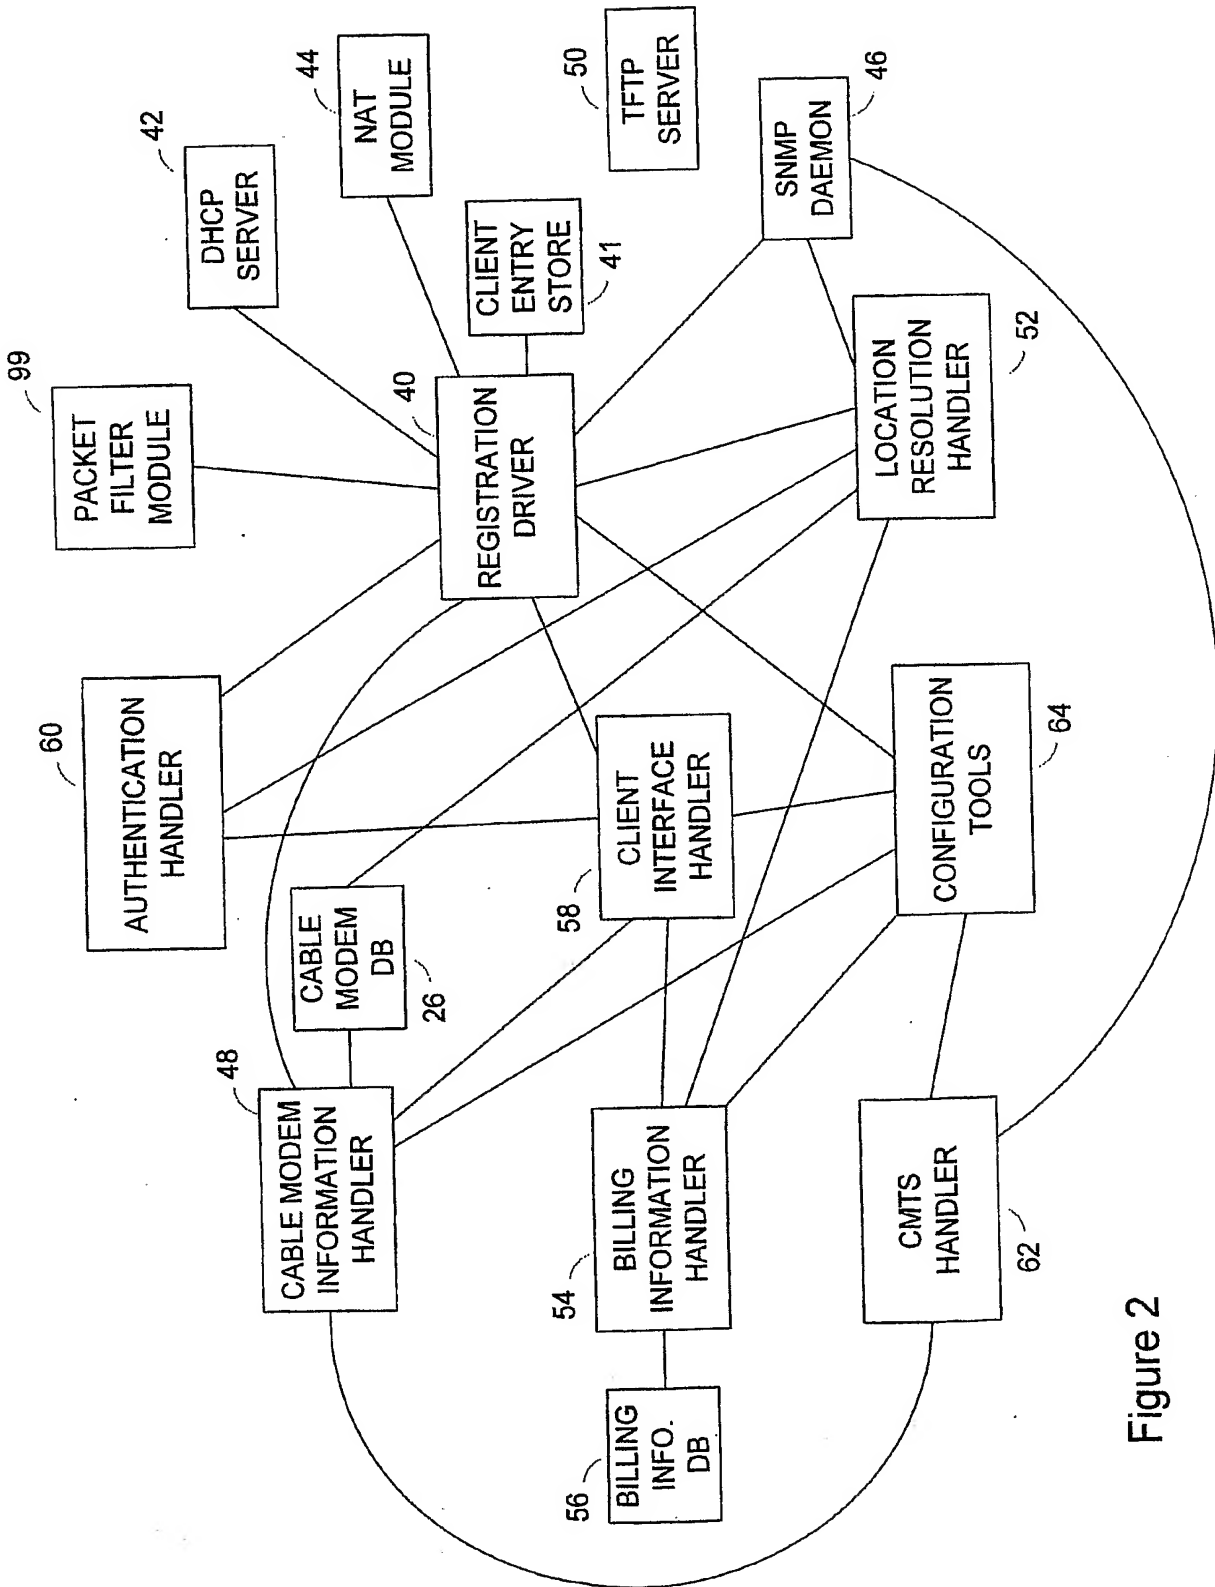 99
PACKET
FILTER
MODULE
42
DHCP
SERVER
44
NAT
MODULE
50
TFTP
SERVER
60
AUTHENTICATION
HANDLER
40
REGISTRATION
DRIVER
CLIENT
ENTRY
STORE
41
46
SNMP
DAEMON
48
CABLE MODEM
INFORMATION
HANDLER
CABLE
MODEM
DB
26
58
CLIENT
INTERFACE
HANDLER
LOCATION
RESOLUTION
HANDLER
52
56
BILLING
INFO.
DB
54
BILLING
INFORMATION
HANDLER
CMTS
HANDLER
62
CONFIGURATION
TOOLS
64
Figure 2